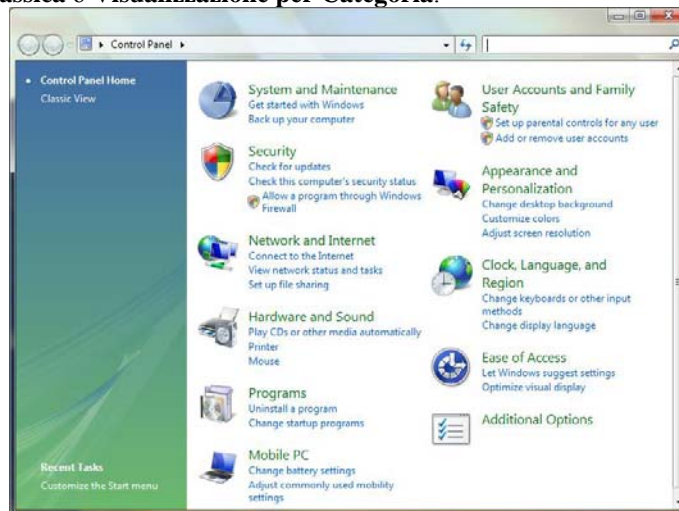 assica o Visualizzazione per Categoria.
Control Panel
Control Panel Home
Classic View
System and Maintenance
Get started with Windows
Back up your computer
Security
Check for updates
Check this computer's security status
Allow a program through Windows
Firewall
Network and Internet
Connect to the Internet
View network status and tasks
Set up file sharing
Hardware and Sound
Play CDs or other media automatically
Printer
Mouse
Programs
Uninstall a program
Change startup programs
Mobile PC
Change battery settings
Adjust commonly used mobility
settings
User Accounts and Family
Safety
Set up parental controls for any user
Add or remove user accounts
Appearance and
Personalization
Change desktop background
Customize colors
Adjust screen resolution
Clock, Language, and
Region
Change keyboards or other input
methods
Change display language
Ease of Access
Let Windows suggest settings
Optimize visual display
Additional Options
Recent Tasks
Customize the Start menu